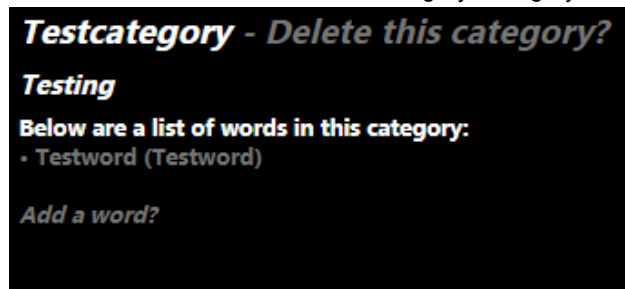 Testcategory - Delete this category?
Testing
Below are a list of words in this category:
• Testword (Testword)
Add a word?